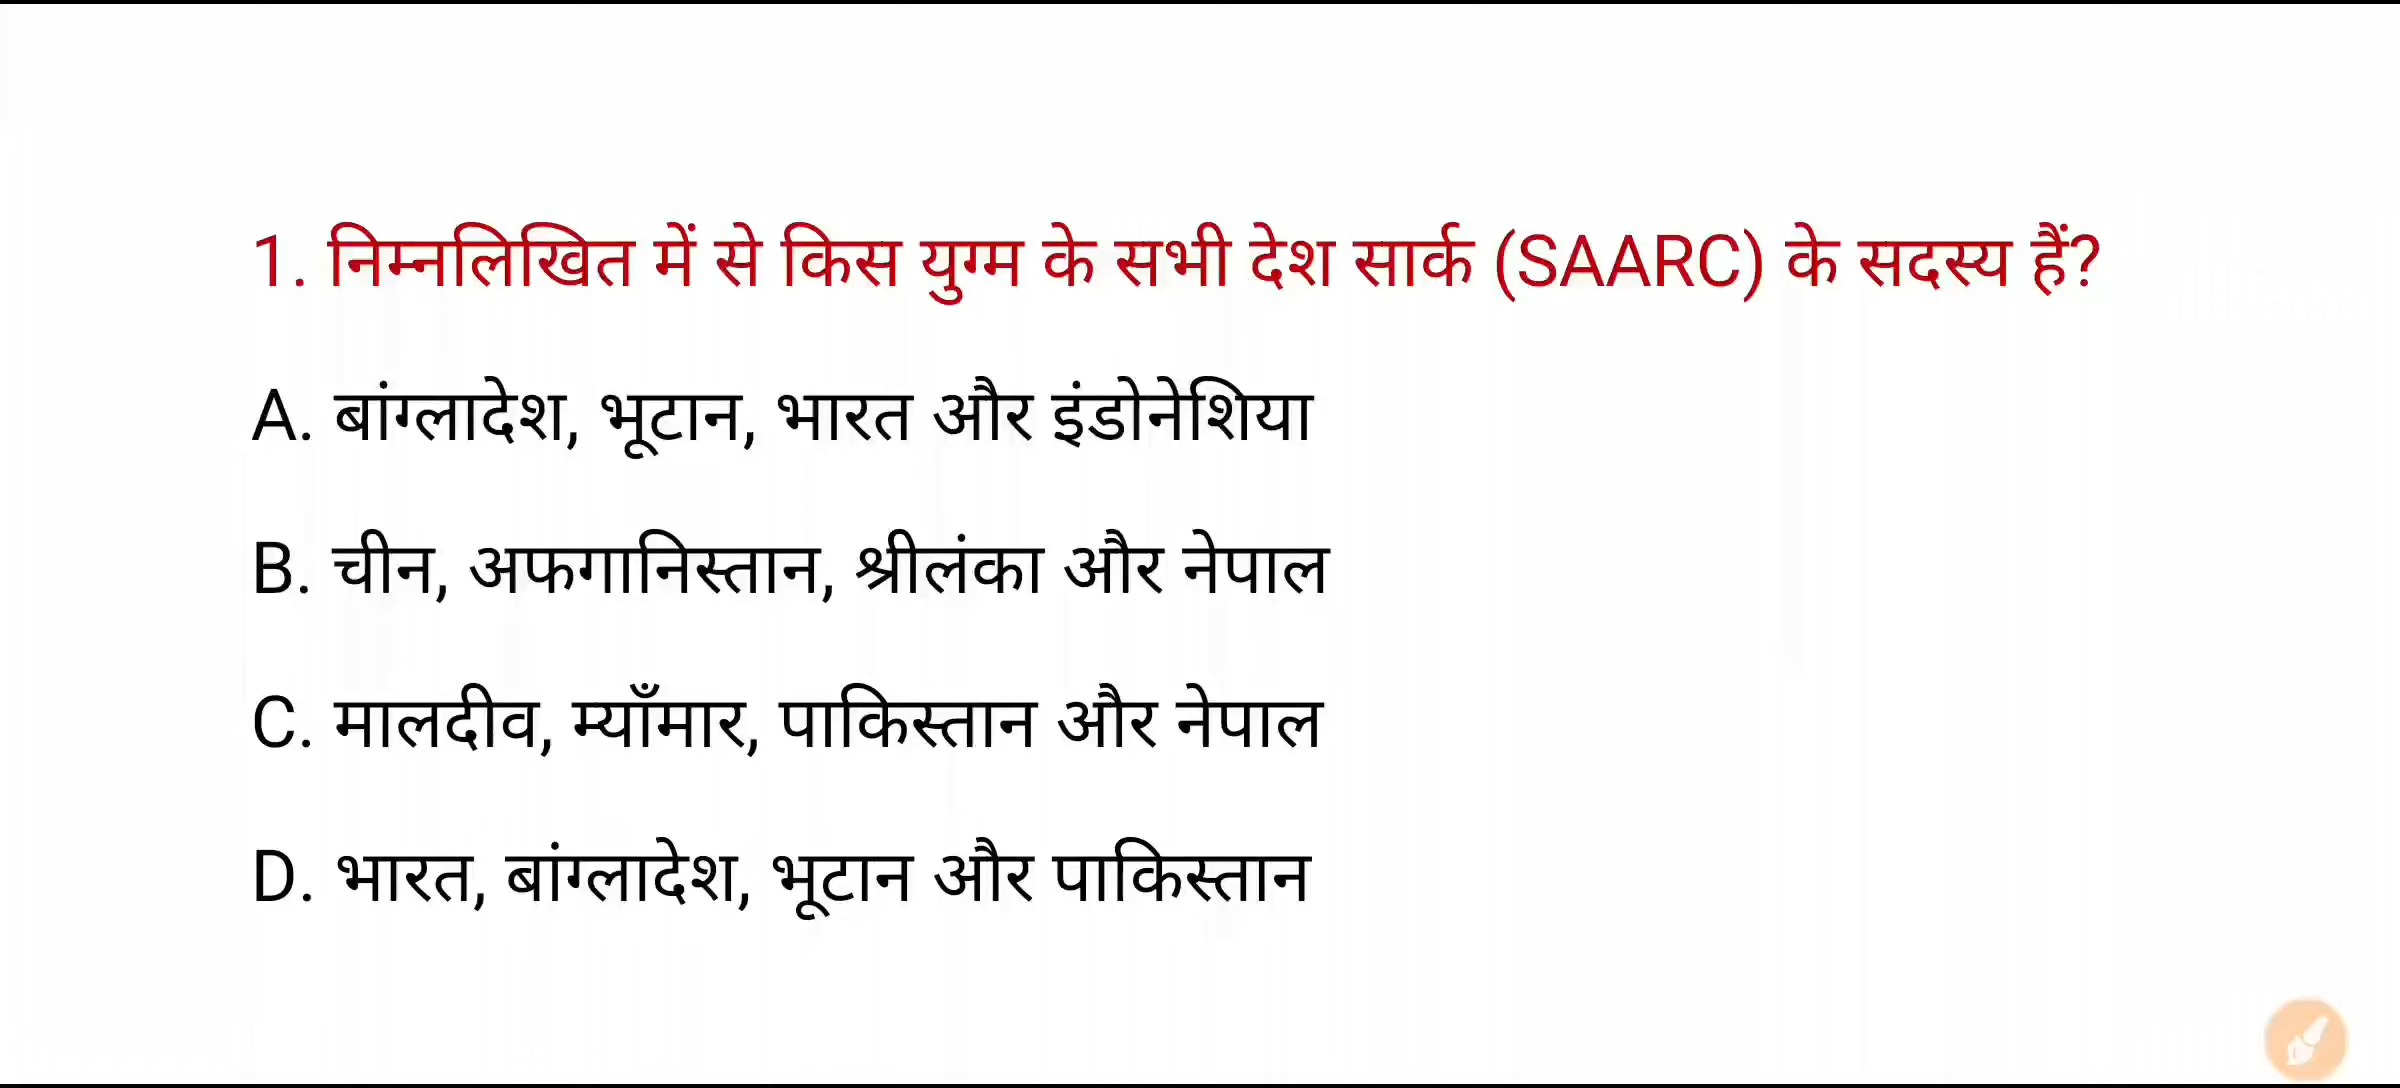 1. निम्नलिखित में से किस युग्म के सभी देश सार्क (SAARC) के सदस्य हैं?
A. बांग्लादेश, भूटान, भारत और इंडोनेशिया
B. चीन, अफगानिस्तान, श्रीलंका और नेपाल
C. मालदीव, म्याँमार, पाकिस्तान और नेपाल
D. भारत, बांग्लादेश, भूटान और पाकिस्तान